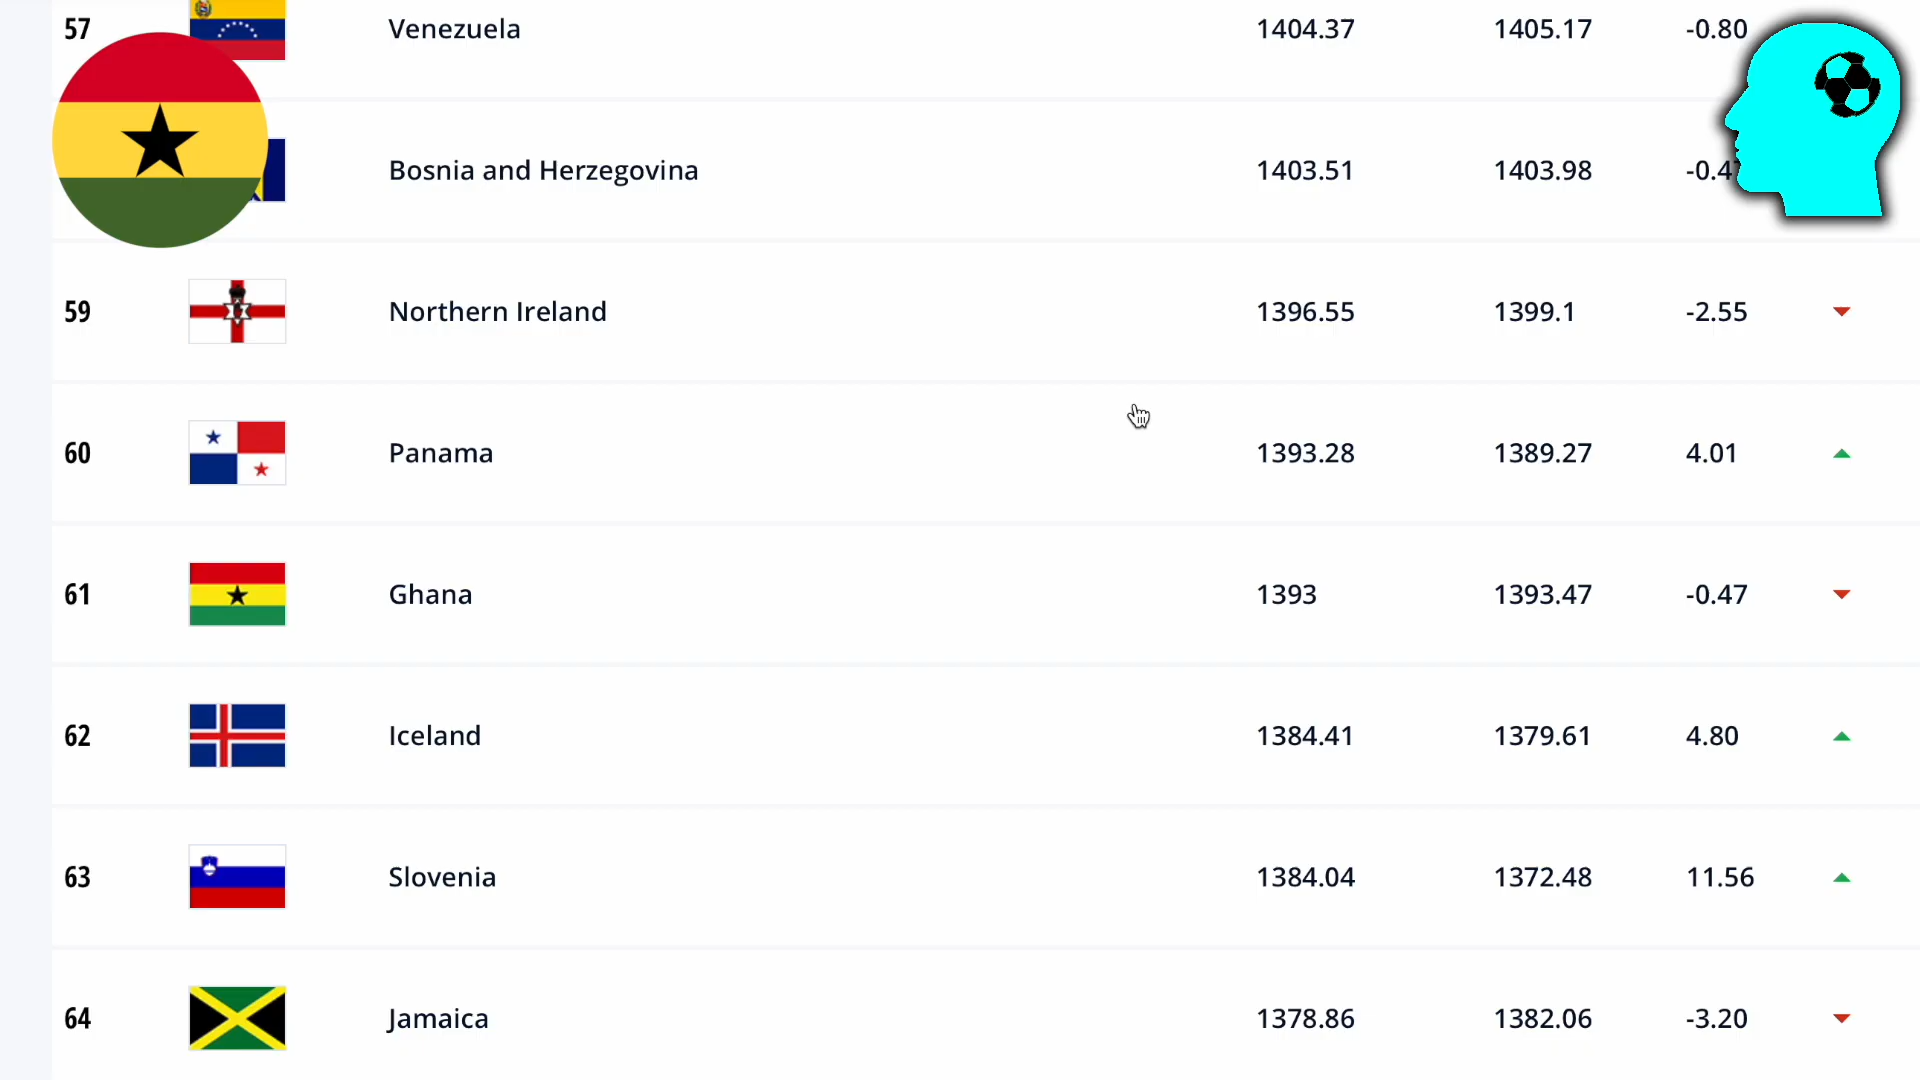 57 Venezuela 1404.37 1405.17 -0.80
Bosnia and Herzegovina 1403.51 1403.98 -0.4
59 Northern Ireland 1396.55 1399.1 -2.55
60 Panama 1393.28 1389.27 4.01
61 Ghana 1393 1393.47 -0.47
62 Iceland 1384.41 1379.61 4.80
63 Slovenia 1384.04 1372.48 11.56
64 Jamaica 1378.86 1382.06 -3.20